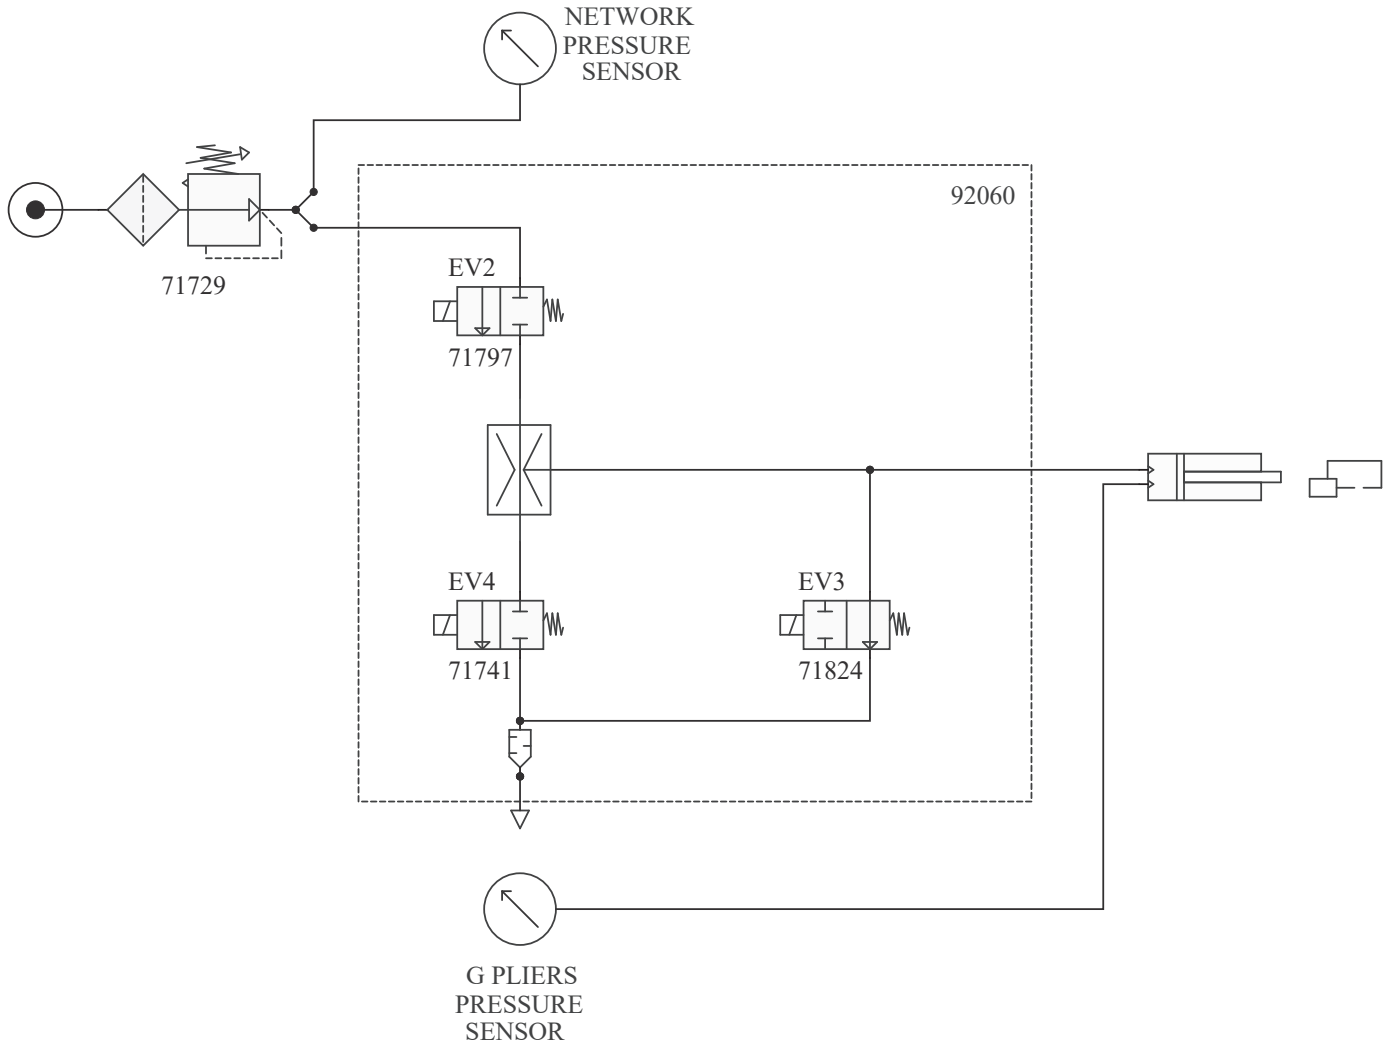 NETWORK
PRESSURE
SENSOR
92060
EV2
71729
71797
EV4
EV3
71741
71824
G PLIERS
PRESSURE
SENSOR